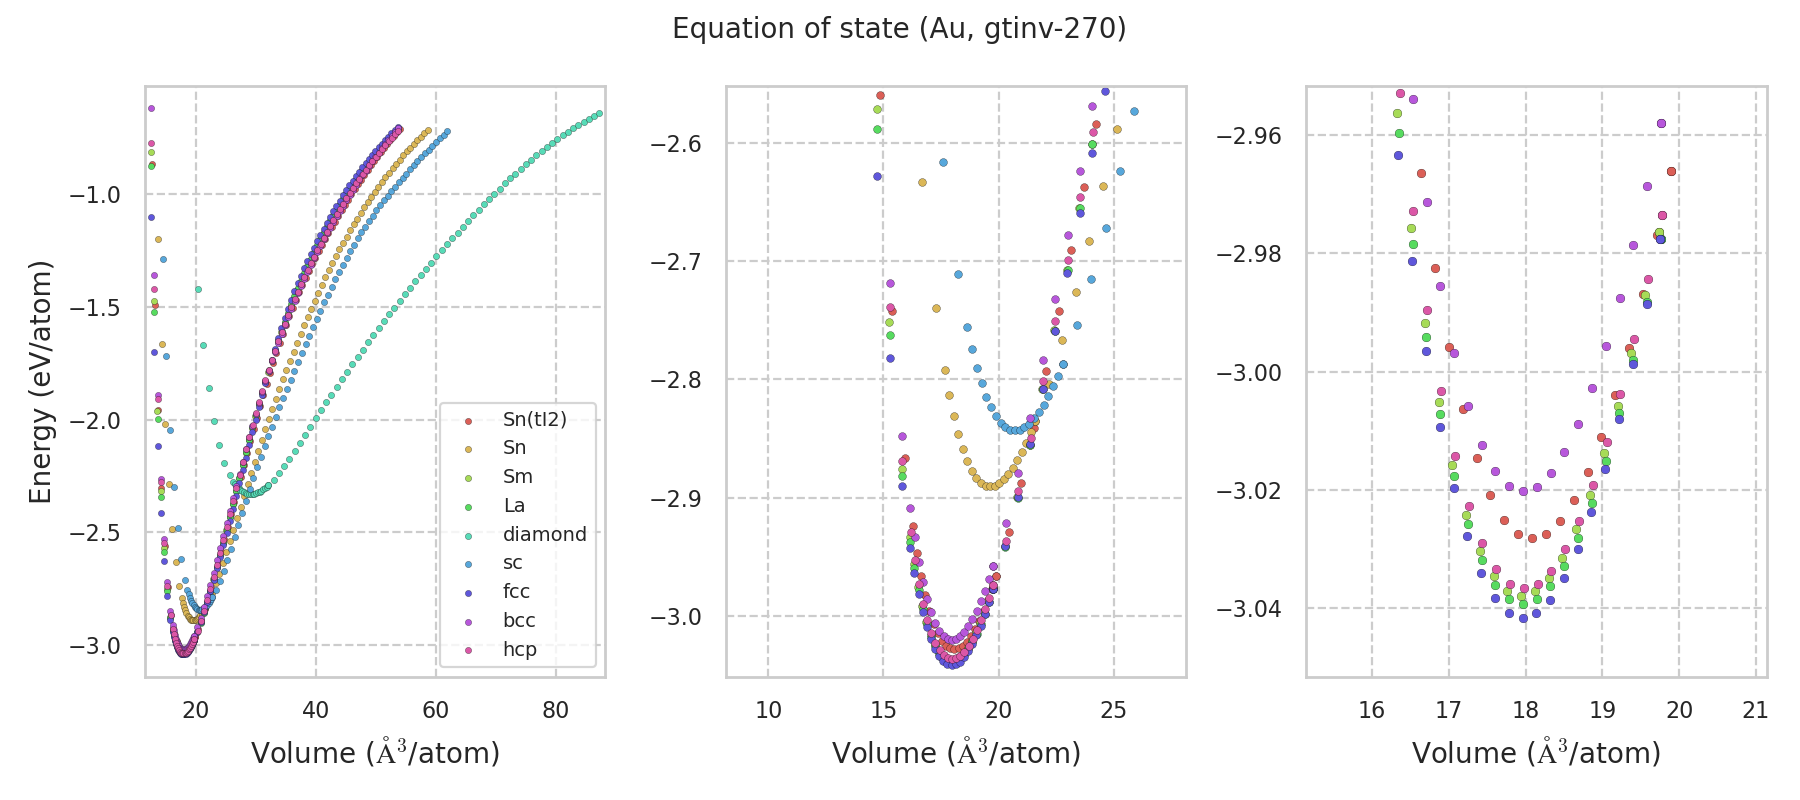 Equation of state (Au, gtinv-270)
Energy (eV/atom)
−1.0
−1.5
−2.0
−2.5
−3.0
20
40
60
80
Volume (Å³/atom)
Sn(tI2)
Sn
Sm
La
diamond
sc
fcc
bcc
hcp
−2.6
−2.7
−2.8
−2.9
−3.0
10
15
20
25
Volume (Å³/atom)
−2.96
−2.98
−3.00
−3.02
−3.04
16
17
18
19
20
21
Volume (Å³/atom)